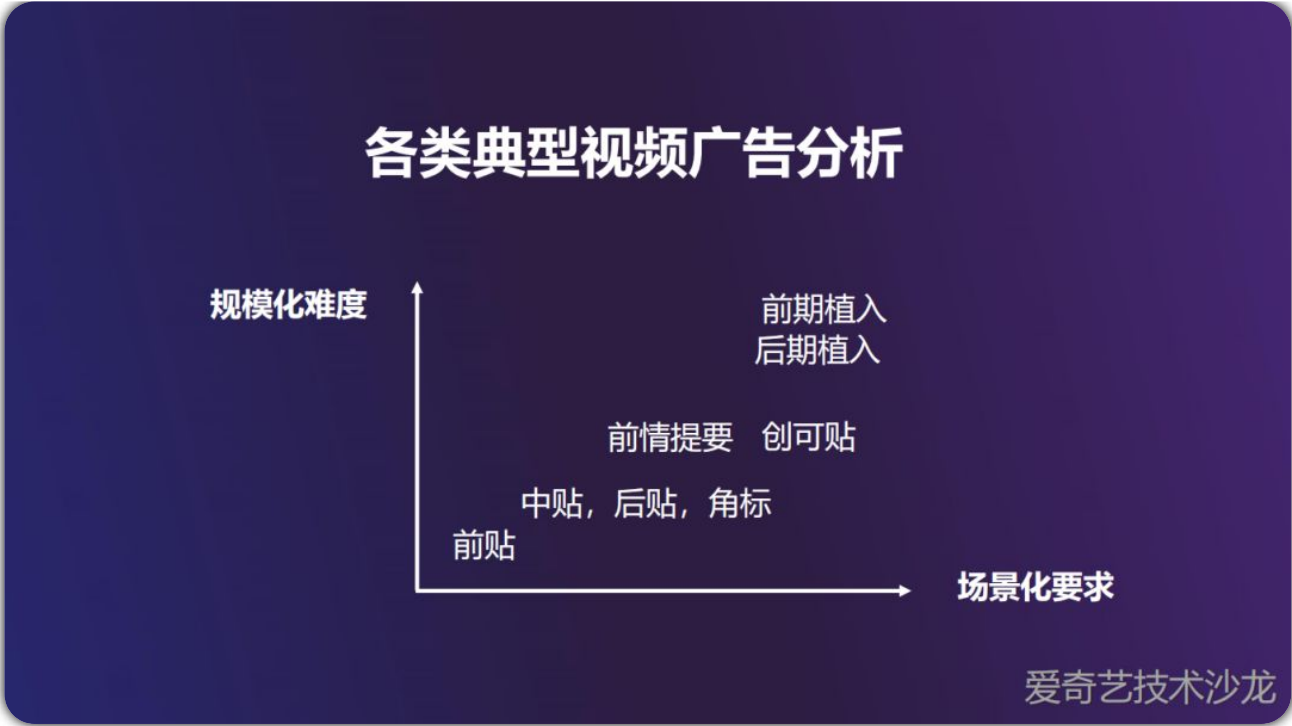 各类典型视频广告分析
规模化难度
前期植入
后期植入
前情提要 创可贴
中贴，后贴，角标
前贴
场景化要求
爱奇艺技术沙龙